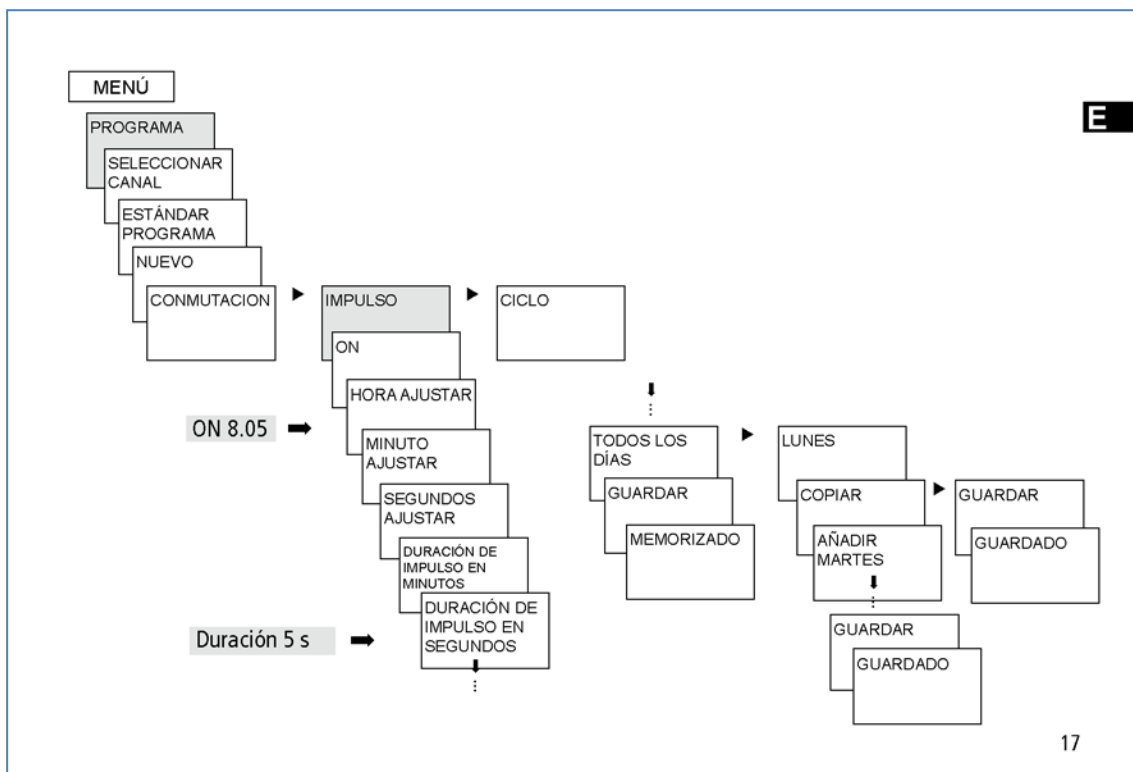 MENÚ
E
PROGRAMA
SELECCIONAR
CANAL
ESTÁNDAR
PROGRAMA
NUEVO
CONMUTACION
IMPULSO
CICLO
ON
HORA AJUSTAR
ON 8.05
MINUTO
AJUSTAR
SEGUNDOS
AJUSTAR
DURACIÓN DE
IMPULSO EN
MINUTOS
Duración 5 s
DURACIÓN DE
IMPULSO EN
SEGUNDOS
TODOS LOS
DÍAS
GUARDAR
MEMORIZADO
LUNES
COPIAR
AÑADIR
MARTES
GUARDAR
GUARDADO
GUARDAR
GUARDADO
17